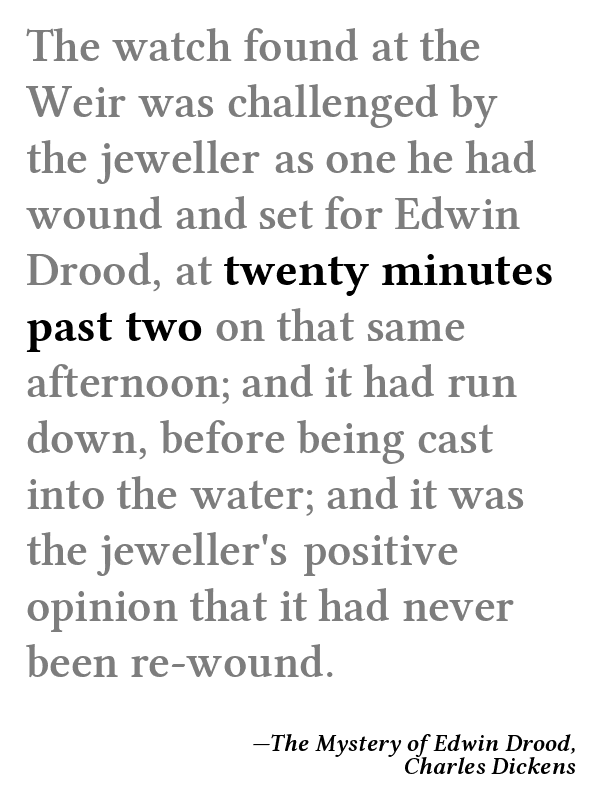 The watch found at the
Weir was challenged by
the jeweller as one he had
wound and set for Edwin
Drood, at twenty minutes
past two on that same
afternoon; and it had run
down, before being cast
into the water; and it was
the jeweller's positive
opinion that it had never
been re-wound.
—The Mystery of Edwin Drood,
Charles Dickens